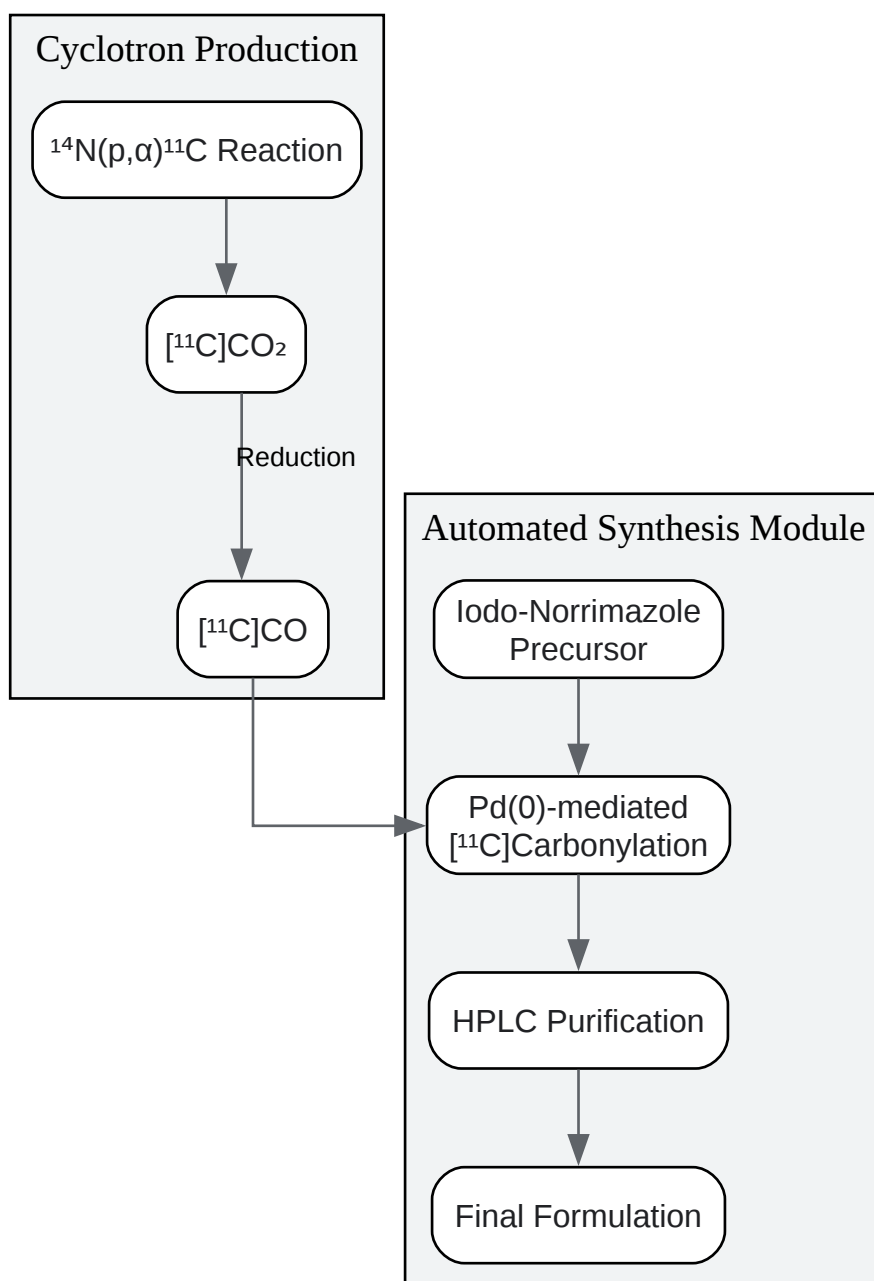 Cyclotron Production
¹⁴N(p,α)¹¹C Reaction
[¹¹C]CO₂
Reduction
[¹¹C]CO
Automated Synthesis Module
Iodo-Norrimazole
Precursor
Pd(0)-mediated
[¹¹C]Carbonylation
HPLC Purification
Final Formulation